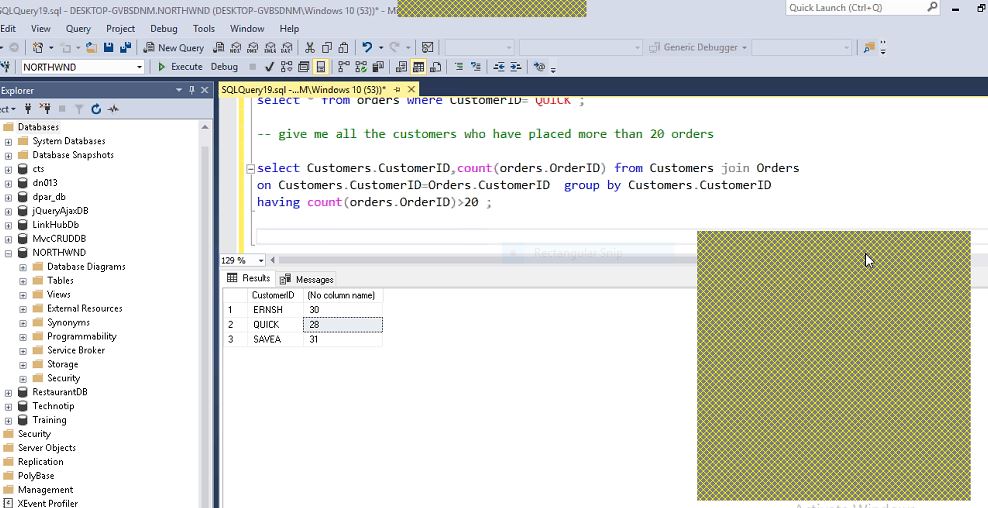 SQLQuery19.sql - DESKTOP-GVBSDNM.NORTHWND (DESKTOP-GVBSDNM\Windows 10 (53))* - M
Quick Launch (Ctrl+Q)
Edit View Query Project Debug Tools Window Help
New Query
Generic Debugger
NORTHWND
Execute Debug
Explorer
SQLQuery19.sql -...M\Windows 10 (53))*
select * from orders where CustomerID='QUICK' ;
-- give me all the customers who have placed more than 20 orders
select Customers.CustomerID,count(orders.OrderID) from Customers join Orders
on Customers.CustomerID=Orders.CustomerID group by Customers.CustomerID
having count(orders.OrderID)>20 ;
Rectangular Snip
129 %
Results Messages
CustomerID (No column name)
1 ERNSH 30
2 QUICK 28
3 SAVEA 31
Databases
System Databases
Database Snapshots
cts
dn013
dpar_db
jQueryAjaxDB
LinkHubDb
MvcCRUDDB
NORTHWND
Database Diagrams
Tables
Views
External Resources
Synonyms
Programmability
Service Broker
Storage
Security
RestaurantDB
Technotip
Training
Security
Server Objects
Replication
PolyBase
Management
XEvent Profiler
Activate Windows